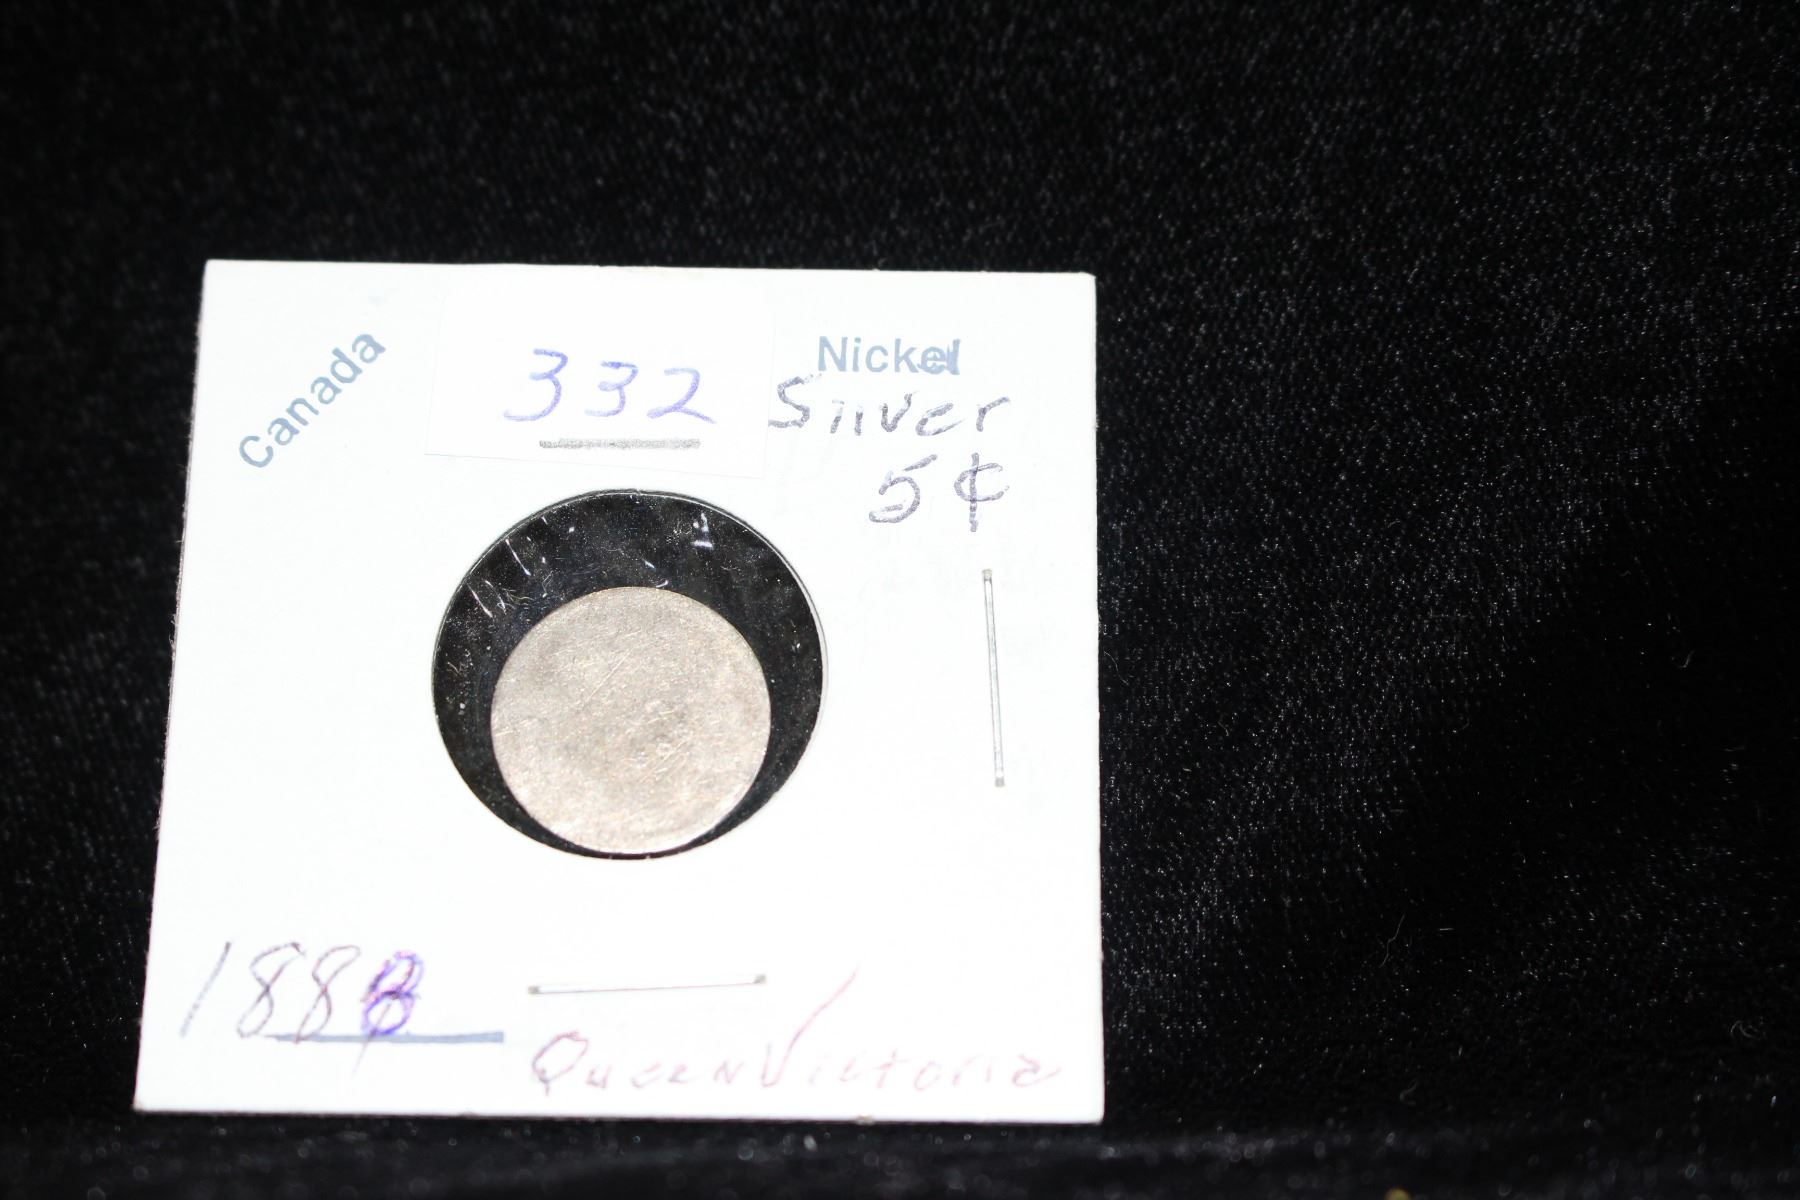 Canada
332
Nickel
Silver
5¢
1888
Queen Victoria